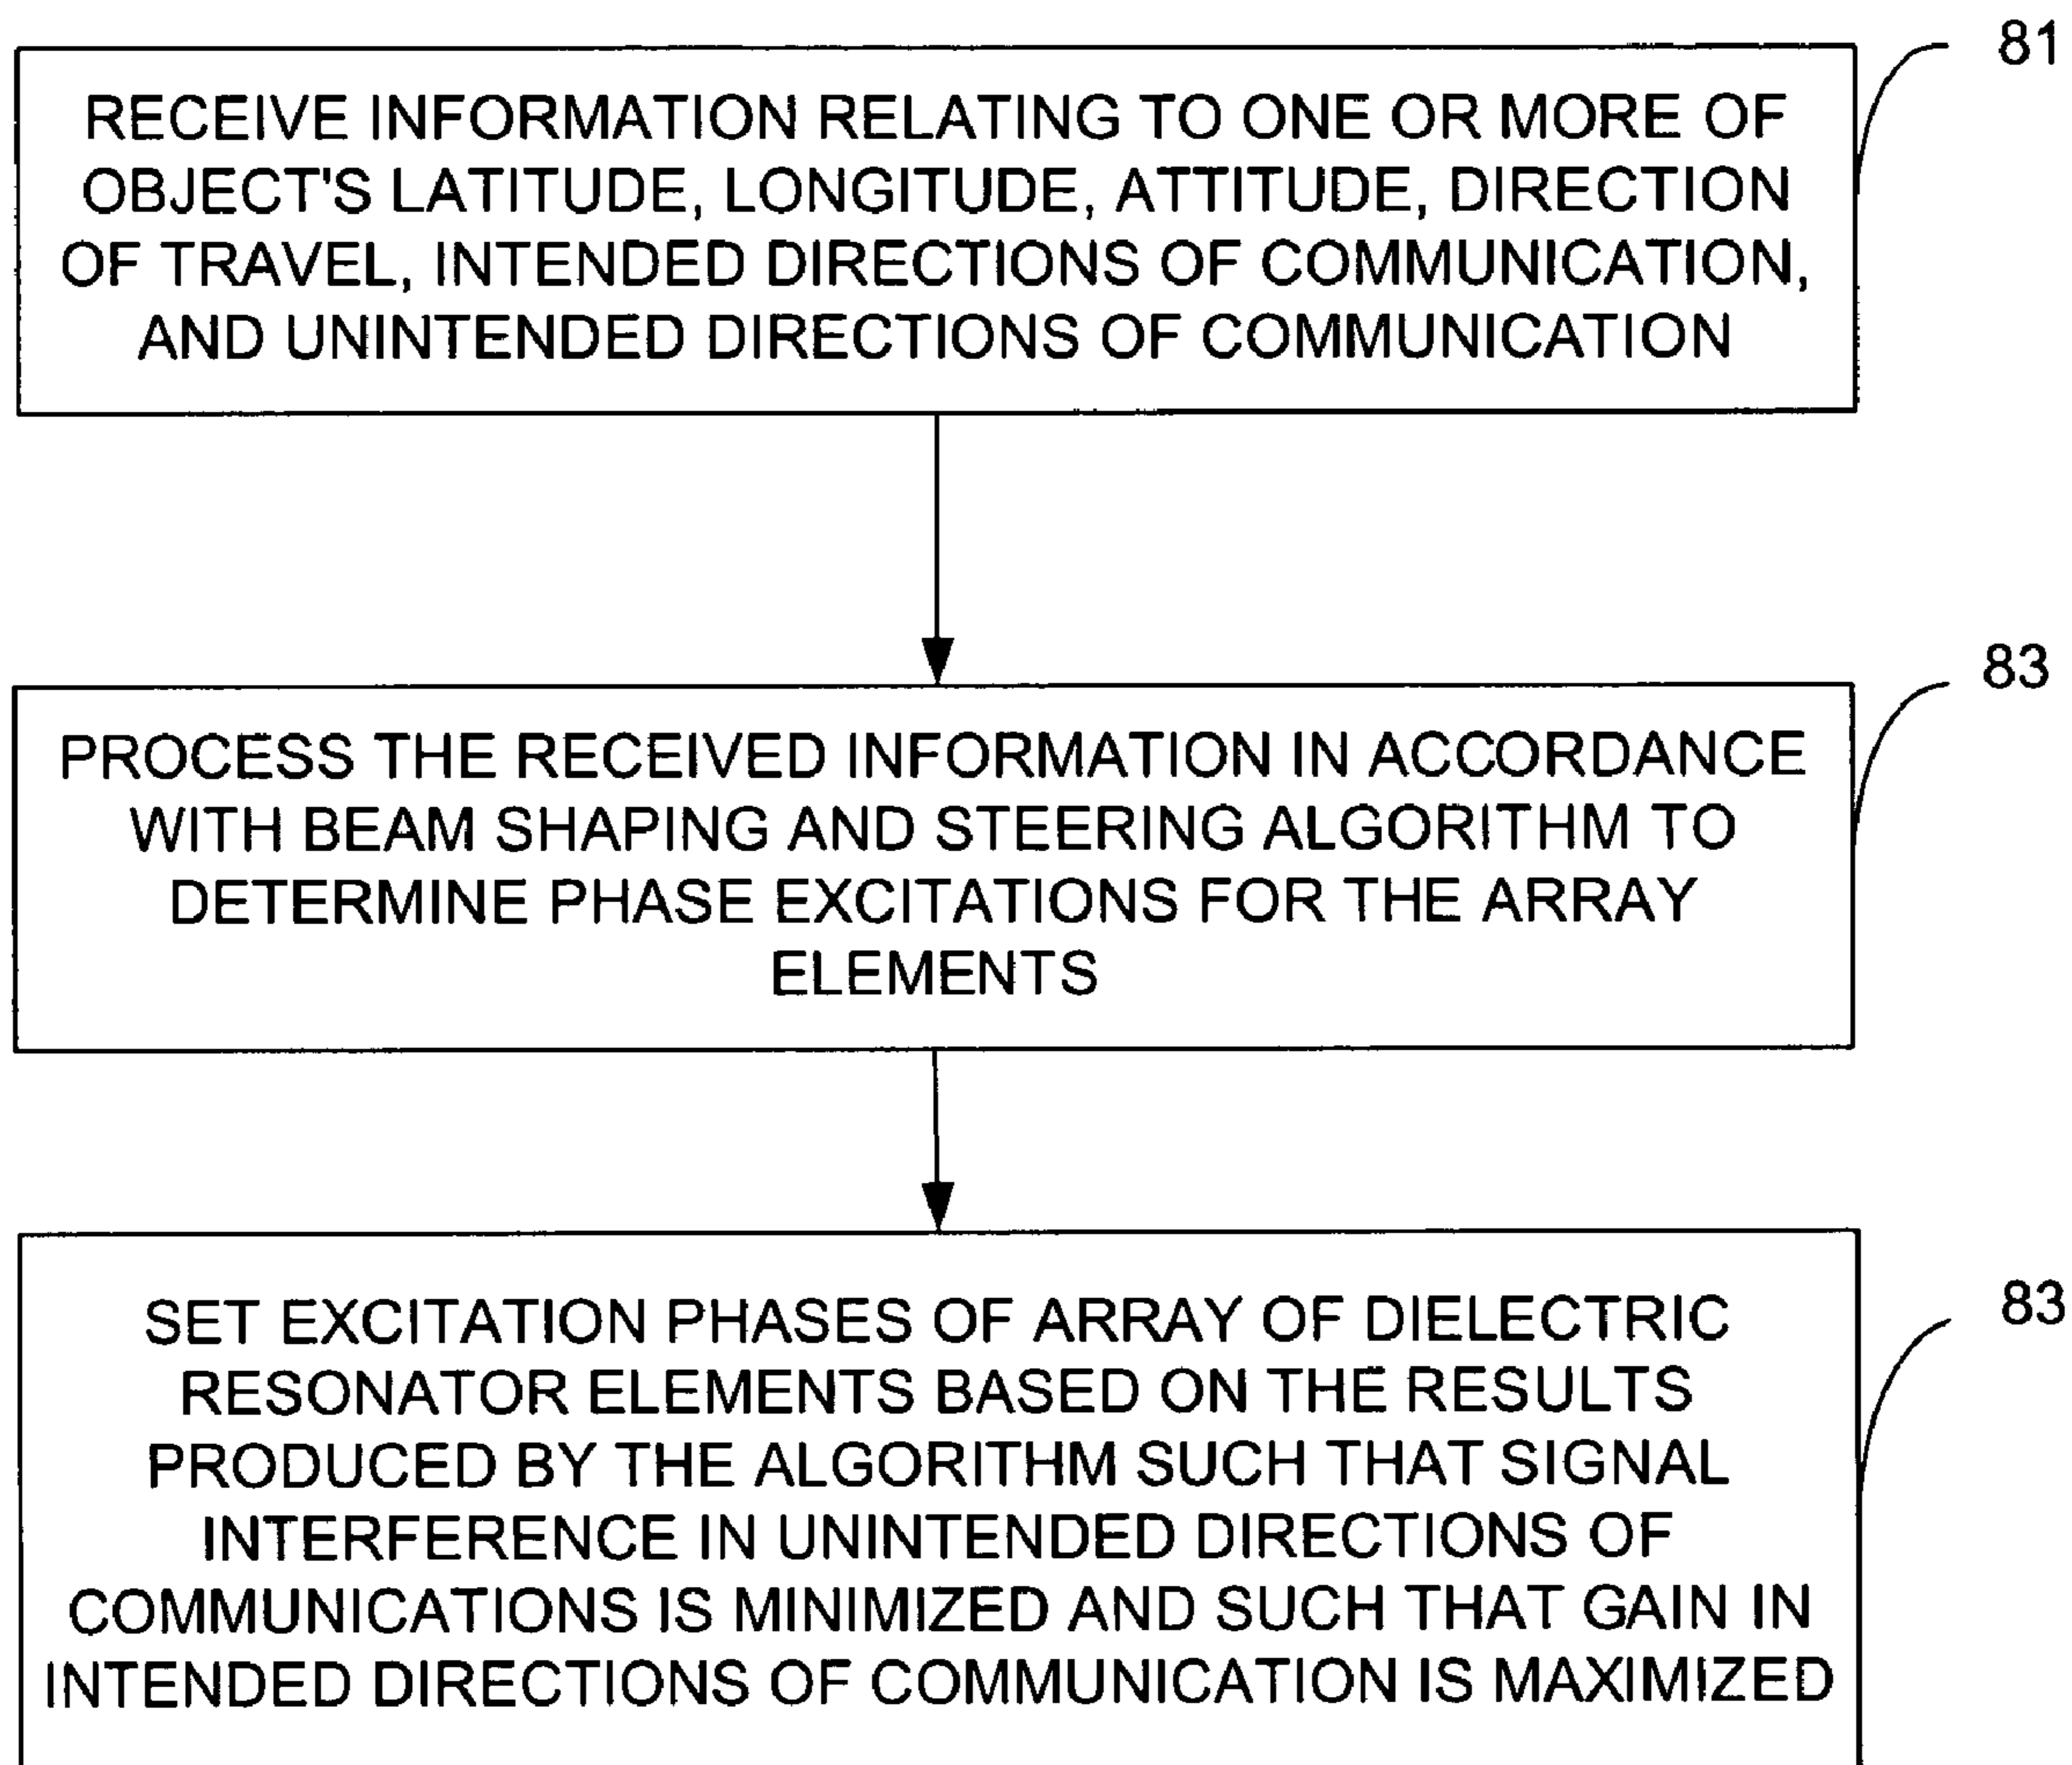 81
RECEIVE INFORMATION RELATING TO ONE OR MORE OF
OBJECT'S LATITUDE, LONGITUDE, ATTITUDE, DIRECTION
OF TRAVEL, INTENDED DIRECTIONS OF COMMUNICATION,
AND UNINTENDED DIRECTIONS OF COMMUNICATION
83
PROCESS THE RECEIVED INFORMATION IN ACCORDANCE
WITH BEAM SHAPING AND STEERING ALGORITHM TO
DETERMINE PHASE EXCITATIONS FOR THE ARRAY
ELEMENTS
83
SET EXCITATION PHASES OF ARRAY OF DIELECTRIC
RESONATOR ELEMENTS BASED ON THE RESULTS
PRODUCED BY THE ALGORITHM SUCH THAT SIGNAL
INTERFERENCE IN UNINTENDED DIRECTIONS OF
COMMUNICATIONS IS MINIMIZED AND SUCH THAT GAIN IN
INTENDED DIRECTIONS OF COMMUNICATION IS MAXIMIZED